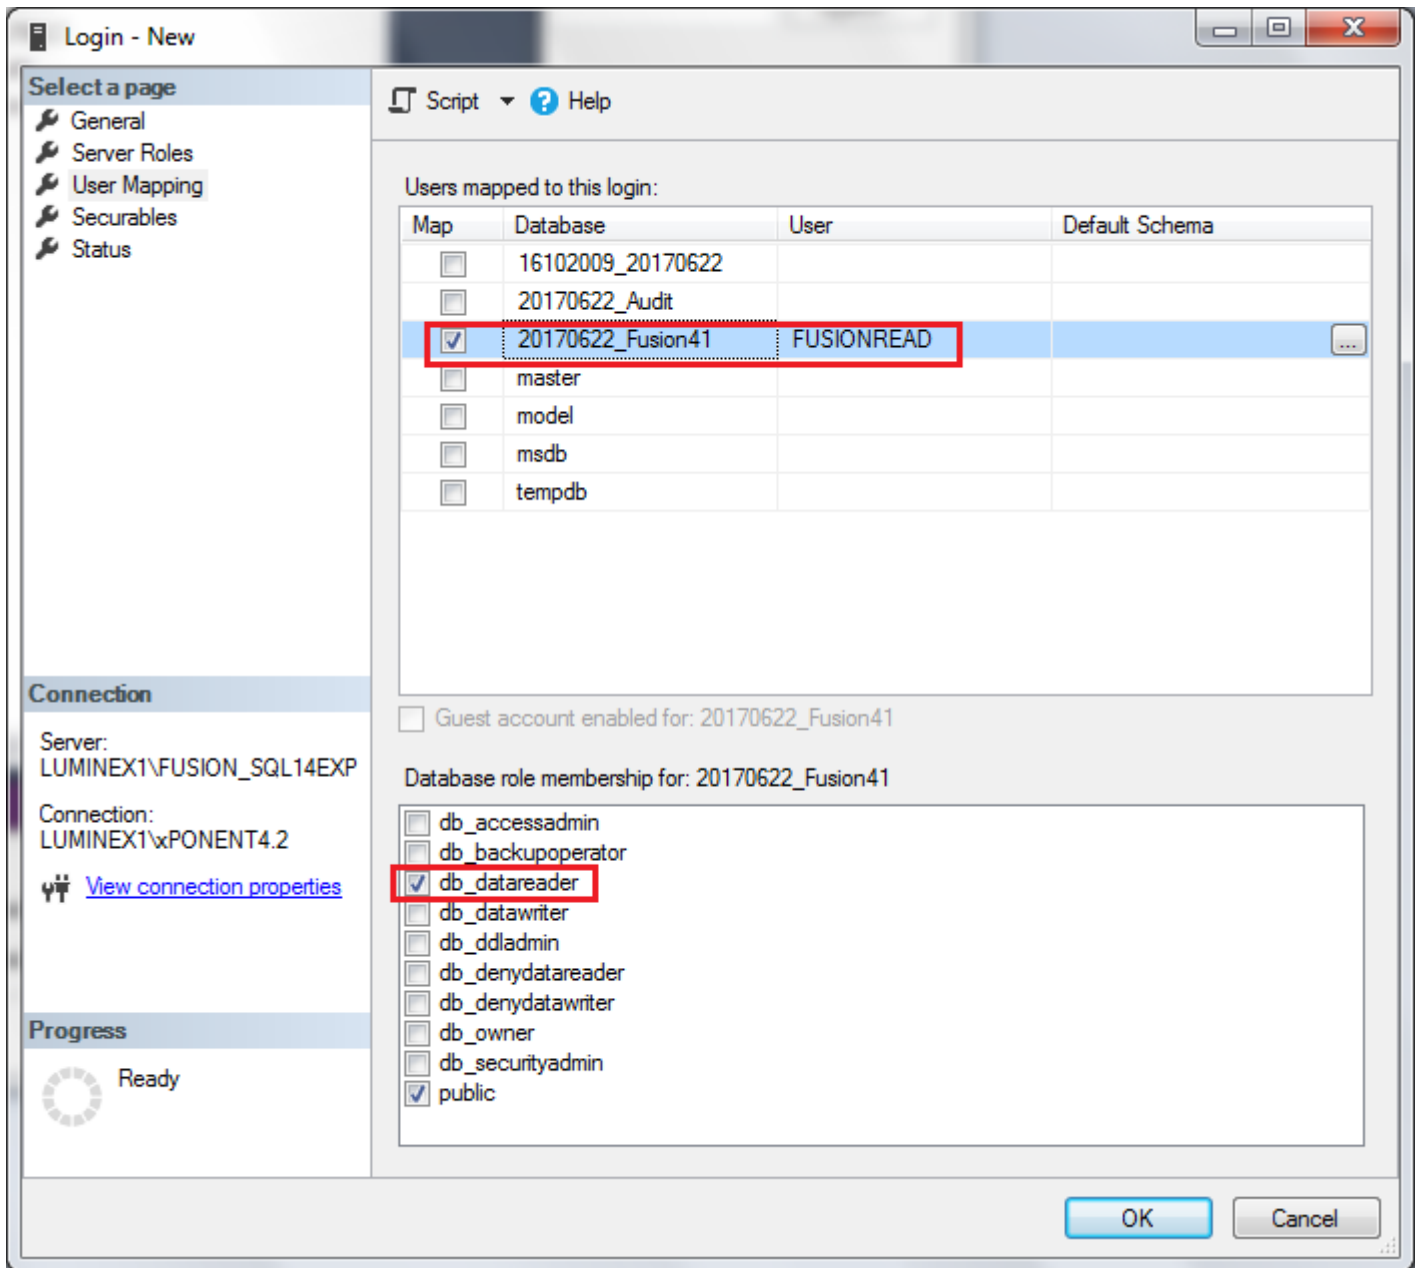 Login - New
Select a page
General
Server Roles
User Mapping
Securables
Status
Connection
Server:
LUMINEX1\FUSION_SQL14EXP
Connection:
LUMINEX1\xPONENT4.2
View connection properties
Progress
Ready
Script Help
Users mapped to this login:
Map Database User Default Schema
16102009_20170622
20170622_Audit
20170622_Fusion41 FUSIONREAD ...
master
model
msdb
tempdb
Guest account enabled for: 20170622_Fusion41
Database role membership for: 20170622_Fusion41
db_accessadmin
db_backupoperator
db_datareader
db_datawriter
db_ddladmin
db_denydatareader
db_denydatawriter
db_owner
db_securityadmin
public
OK Cancel